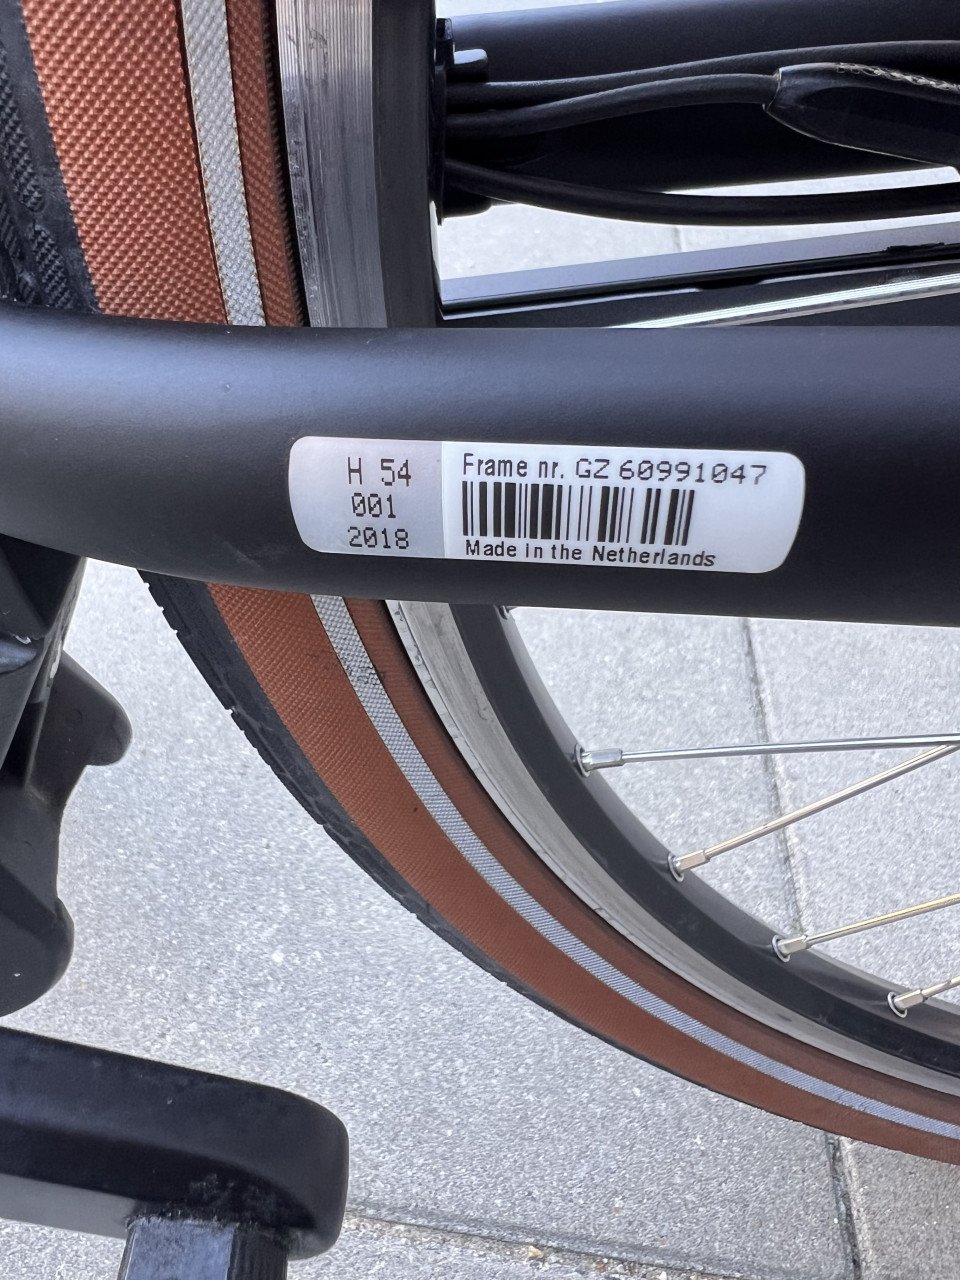 H 54
001
2018
Frame nr. GZ 60991047
Made in the Netherlands